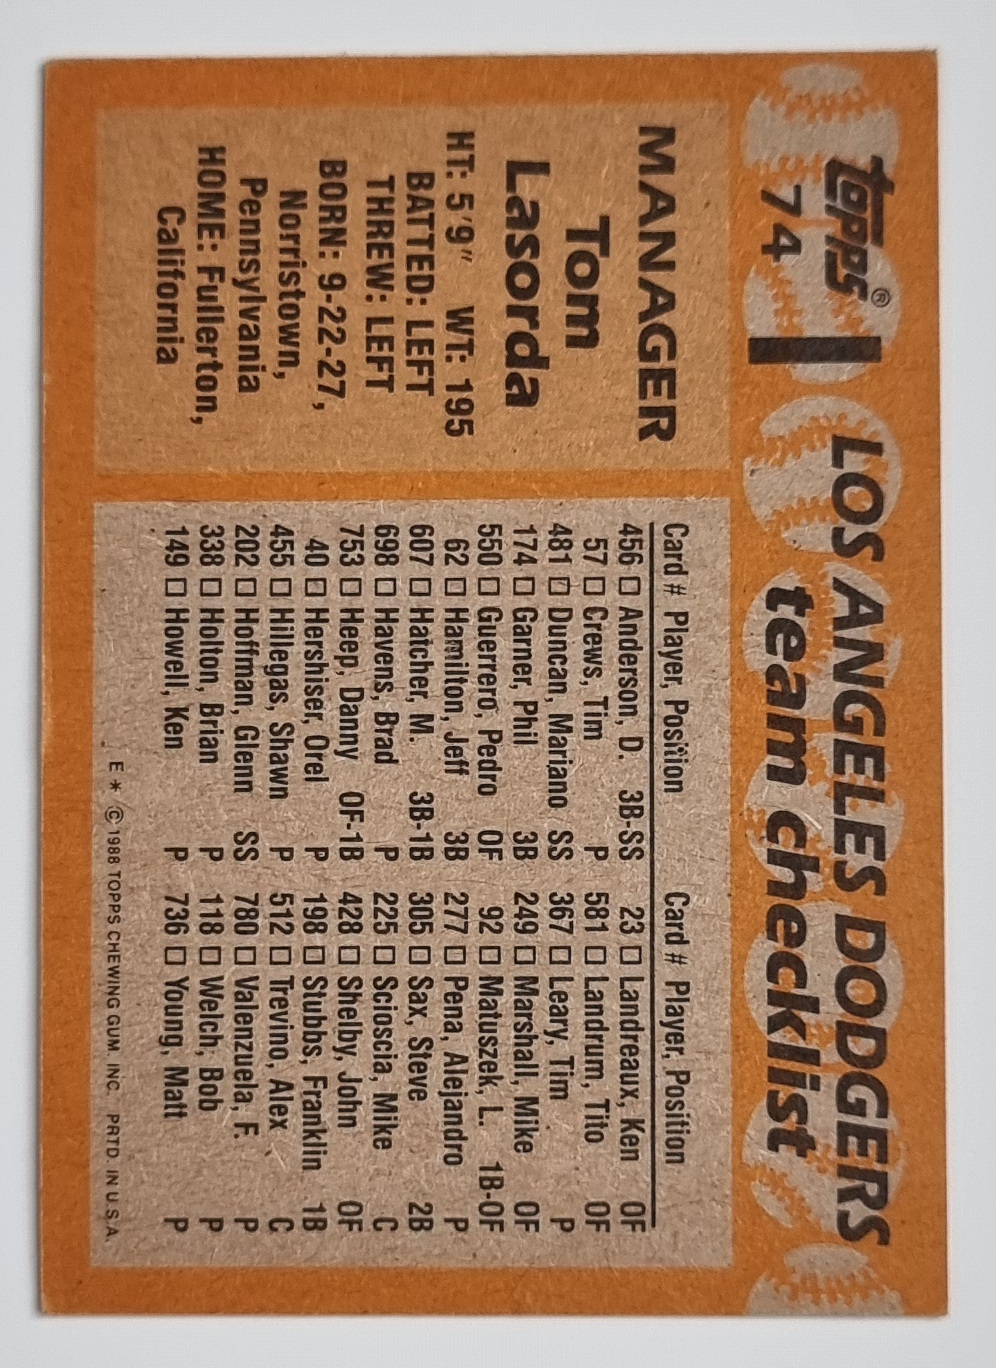 topps®
74
LOS ANGELES DODGERS
team checklist
MANAGER
Tom
Lasorda
HT: 5'9" WT: 195
BATTED: LEFT
THREW: LEFT
BORN: 9-22-27,
Norristown,
Pennsylvania
HOME: Fullerton,
California
Card # Player, Position
456 □ Anderson, D. 3B-SS
57 □ Crews, Tim P
481 □ Duncan, Mariano SS
174 □ Garner, Phil 3B
550 □ Guerrero, Pedro OF
62 □ Hamilton, Jeff 3B
607 □ Hatcher, M. 3B-1B
698 □ Havens, Brad P
753 □ Heep, Danny OF-1B
40 □ Hershiser, Orel P
455 □ Hillegas, Shawn P
202 □ Hoffman, Glenn SS
338 □ Holton, Brian P
149 □ Howell, Ken P
Card # Player, Position
23 □ Landreaux, Ken OF
581 □ Landrum, Tito OF
367 □ Leary, Tim P
249 □ Marshall, Mike OF
92 □ Matuszek, L. 1B-OF
277 □ Pena, Alejandro P
305 □ Sax, Steve 2B
225 □ Scioscia, Mike C
428 □ Shelby, John OF
198 □ Stubbs, Franklin 1B
512 □ Trevino, Alex C
780 □ Valenzuela, F. P
118 □ Welch, Bob P
736 □ Young, Matt P
E * © 1988 TOPPS CHEWING GUM, INC. PRTD. IN U.S.A.